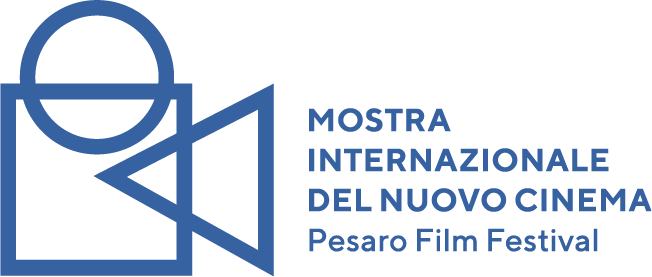 MOSTRA
INTERNAZIONALE
DEL NUOVO CINEMA
Pesaro Film Festival